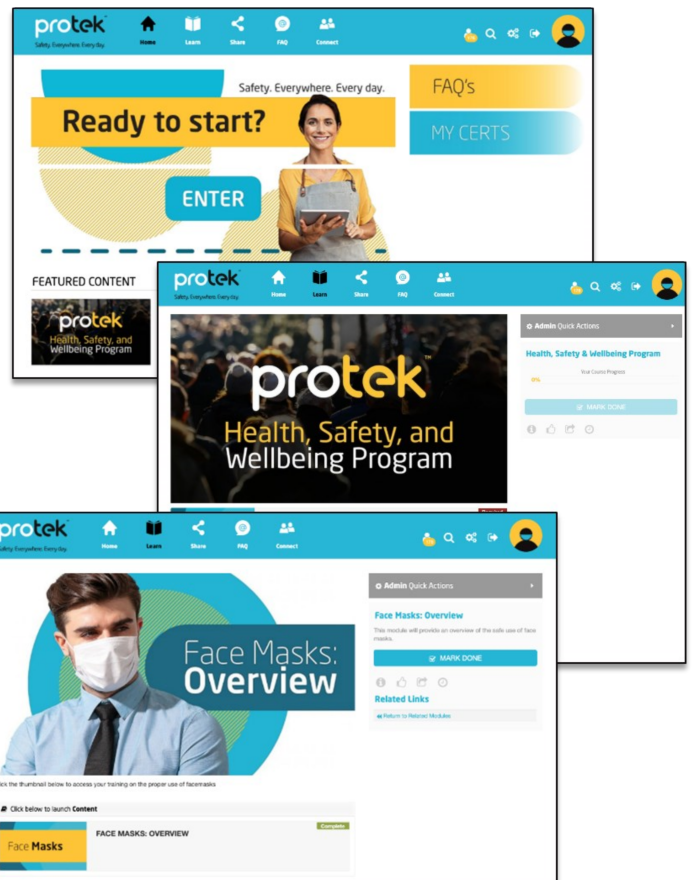 protek
Safety. Everywhere. Every day.
Home
Learn
Share
FAQ
Connect
Safety. Everywhere. Every day.
Ready to start?
ENTER
FAQ's
MY CERTS
FEATURED CONTENT
protek
Health, Safety, and
Wellbeing Program
protek
Safety. Everywhere. Every day.
Home
Learn
Share
FAQ
Connect
protek™
Health, Safety, and
Wellbeing Program
Admin Quick Actions
Health, Safety & Wellbeing Program
Your Course Progress
MARK DONE
protek
Safety. Everywhere. Every day.
Home
Learn
Share
FAQ
Connect
Face Masks:
Overview
Admin Quick Actions
Face Masks: Overview
This module will provide an overview of the safe use of face
masks.
MARK DONE
Related Links
Return to Related Modules
ick the thumbnail below to access your training on the proper use of facemasks
Click below to launch Content
Face Masks
FACE MASKS: OVERVIEW
Complete